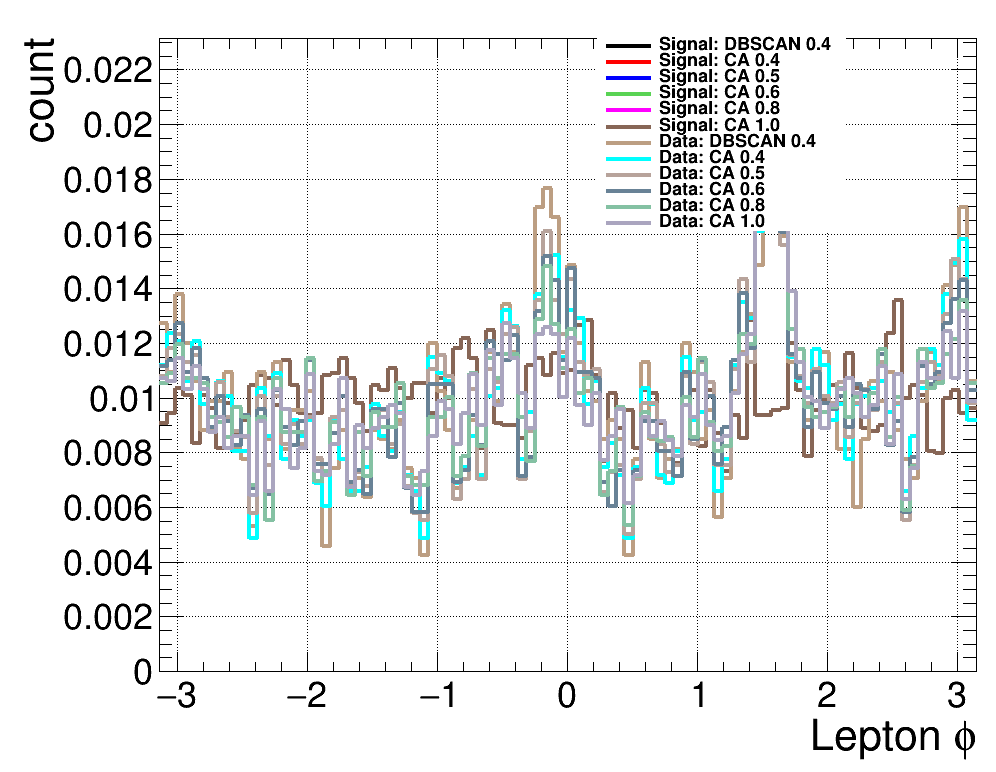 count
Signal: DBSCAN 0.4
Signal: CA 0.4
Signal: CA 0.5
Signal: CA 0.6
Signal: CA 0.8
Signal: CA 1.0
Data: DBSCAN 0.4
Data: CA 0.4
Data: CA 0.5
Data: CA 0.6
Data: CA 0.8
Data: CA 1.0
0.022
0.02
0.018
0.016
0.014
0.012
0.01
0.008
0.006
0.004
0.002
0
−3 −2 −1 0 1 2 3
Lepton ϕ